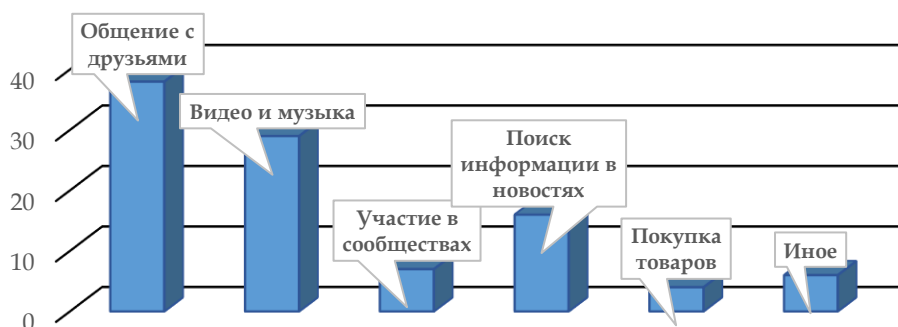 Общение с
друзьями
Видео и музыка
Участие в
сообществах
Поиск
информации в
новостях
Покупка
товаров
Иное
40
30
20
10
0